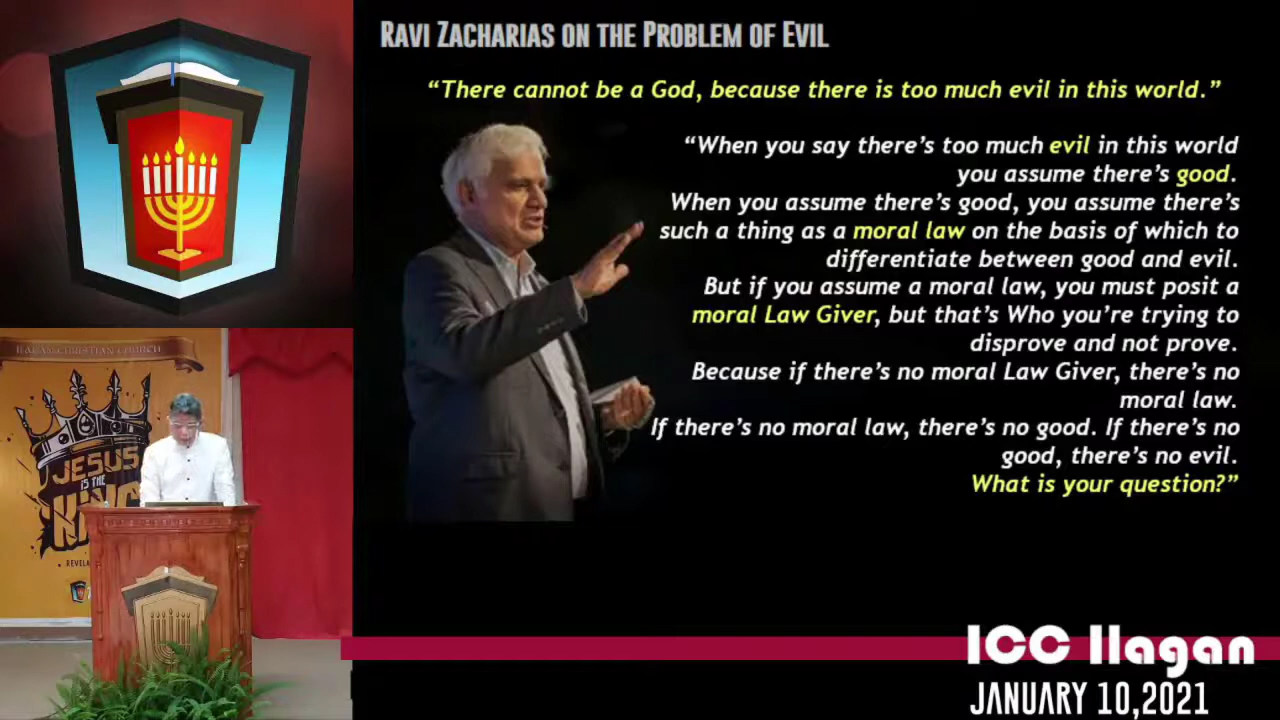 RAVI ZACHARIAS ON THE PROBLEM OF EVIL
“There cannot be a God, because there is too much evil in this world.”
“When you say there’s too much evil in this world
you assume there’s good.
When you assume there’s good, you assume there’s
such a thing as a moral law on the basis of which to
differentiate between good and evil.
But if you assume a moral law, you must posit a
moral Law Giver, but that’s Who you’re trying to
disprove and not prove.
Because if there’s no moral Law Giver, there’s no
moral law.
If there’s no moral law, there’s no good. If there’s no
good, there’s no evil.
What is your question?”
CHRISTIAN CHURCH
JESUS
IS THE
KING
ICC Ilagan
JANUARY 10,2021